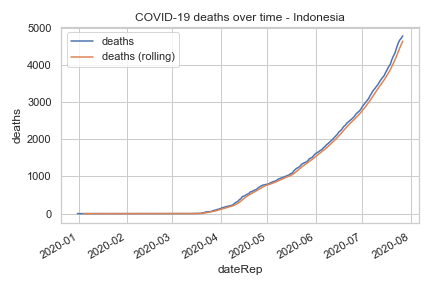 COVID-19 deaths over time - Indonesia
deaths
deaths (rolling)
5000
4000
3000
2000
1000
0
deaths
2020-01
2020-02
2020-03
2020-04
2020-05
2020-06
2020-07
2020-08
dateRep